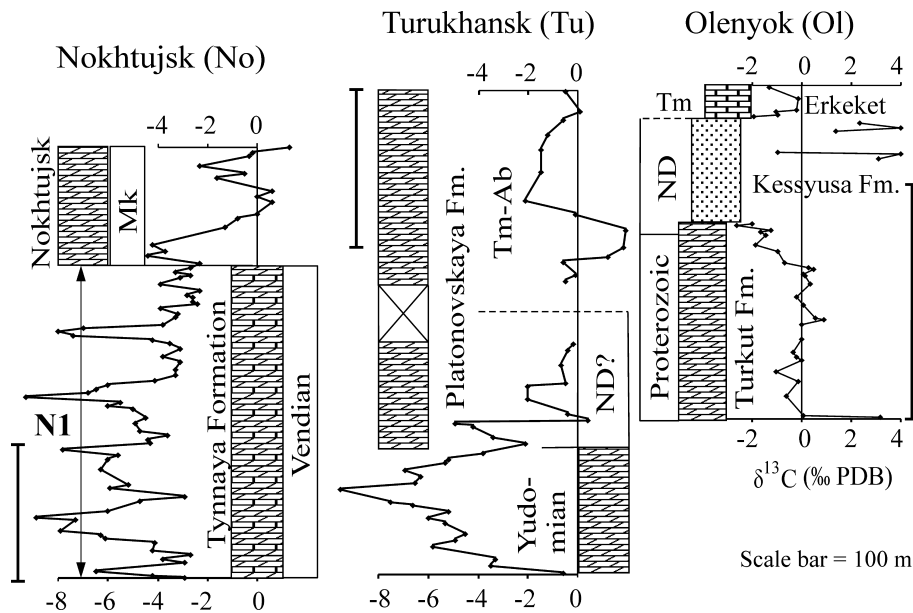 Nokhtujsk (No)
-4 0
Nokhtujsk
Mk
N1
Tynnaya Formation
Vendian
-8 -6 -4 -2 0
Turukhansk (Tu)
-4 -2 0
Platonovskaya Fm.
Tm-Ab
ND?
Yudo-
mian
-8 -6 -4 -2 0
Olenyok (Ol)
-2 0 2 4
Tm
Erkeket
ND
Kessyusa Fm.
Proterozoic
Turkut Fm.
-2 0 2 4
δ¹³C (‰ PDB)
Scale bar = 100 m